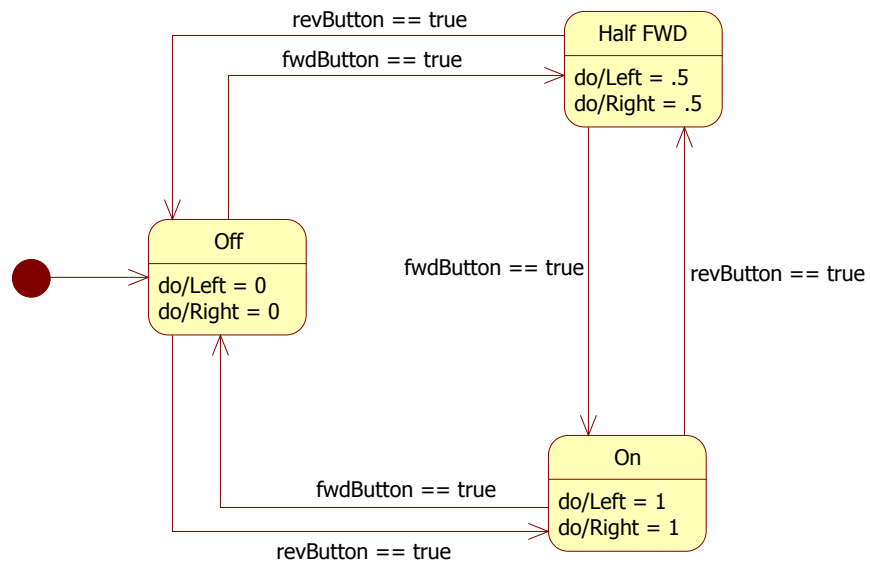 revButton == true
Half FWD
fwdButton == true
do/Left = .5
do/Right = .5
Off
do/Left = 0
do/Right = 0
fwdButton == true
revButton == true
On
fwdButton == true
do/Left = 1
do/Right = 1
revButton == true